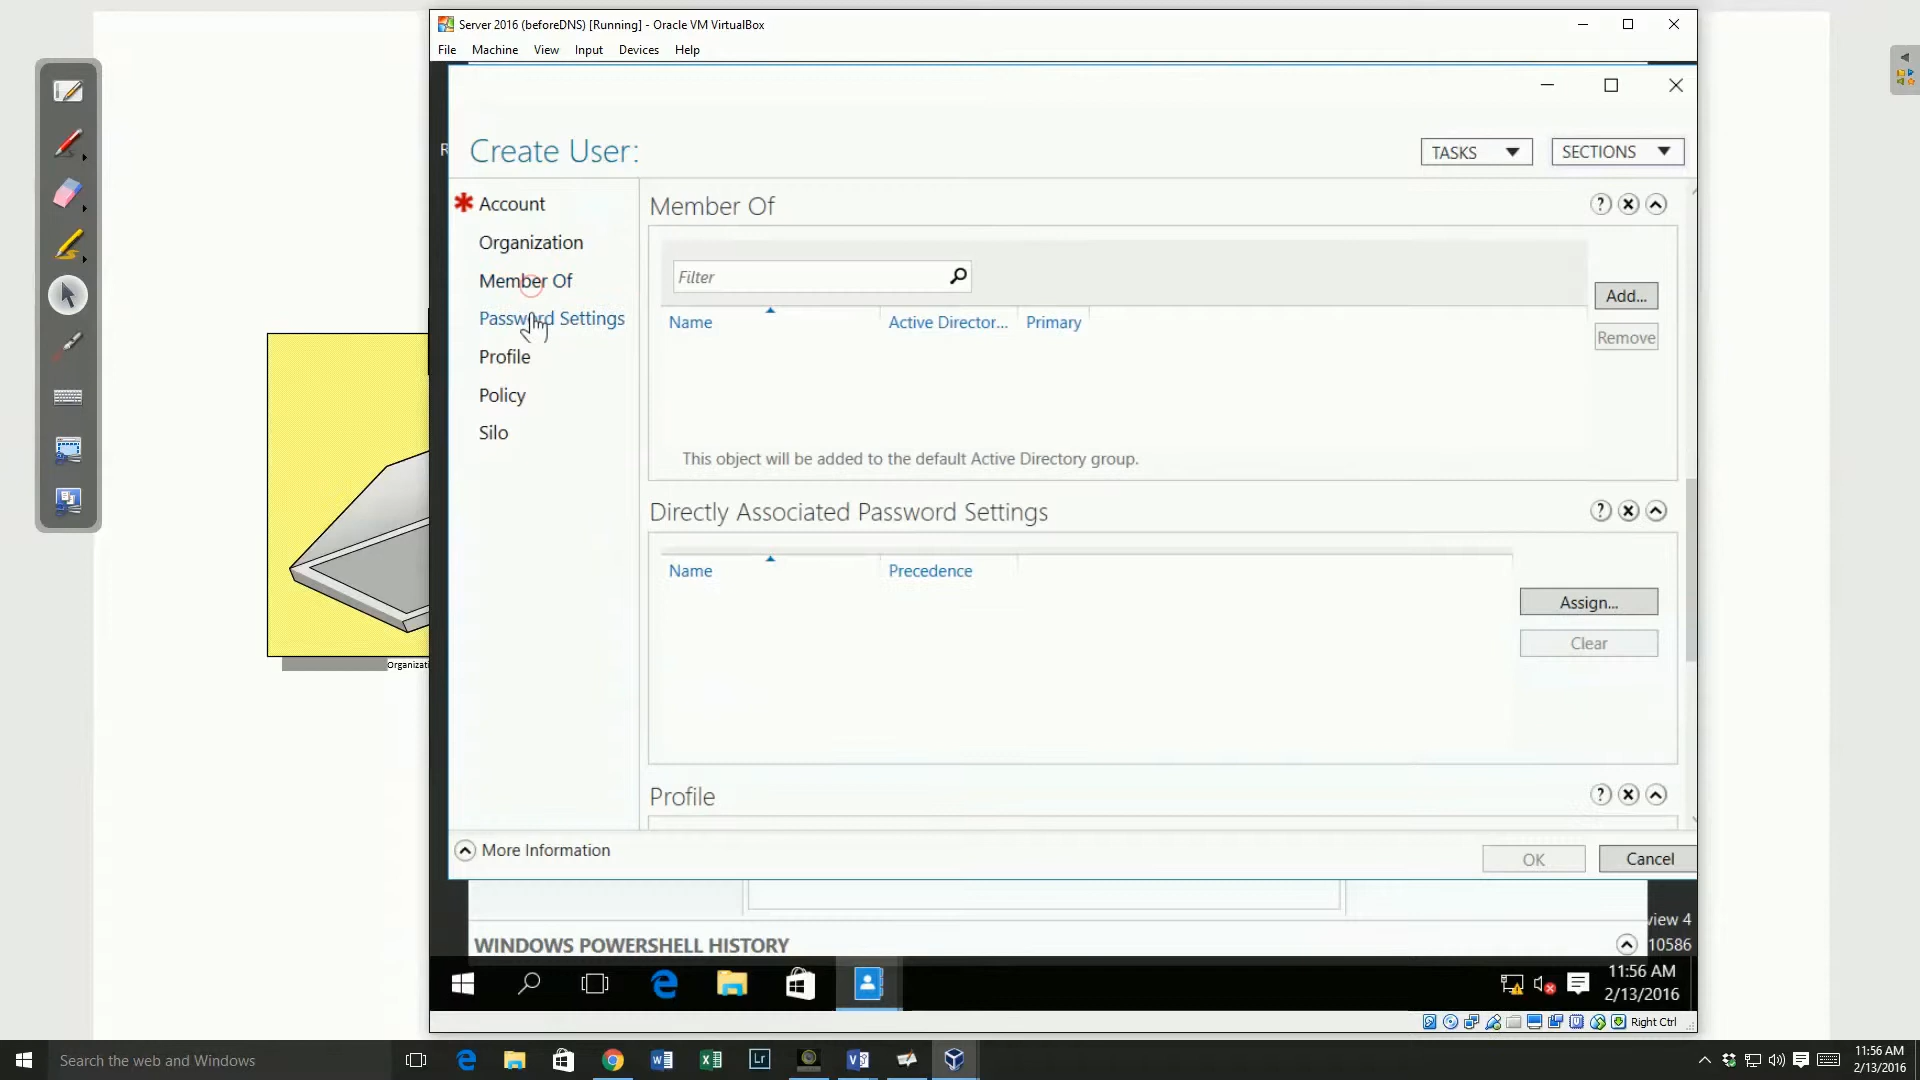 Server 2016 (beforeDNS) [Running] - Oracle VM VirtualBox
File Machine View Input Devices Help
R
Create User:
TASKS
SECTIONS
Account
Organization
Member Of
Password Settings
Profile
Policy
Silo
Member Of
Filter
Add...
Remove
Name Active Director... Primary
This object will be added to the default Active Directory group.
Directly Associated Password Settings
Name Precedence
Assign...
Clear
Profile
More Information
OK
Cancel
Organizati
WINDOWS POWERSHELL HISTORY
view 4
10586
11:56 AM
2/13/2016
Right Ctrl
Search the web and Windows
Lr
11:56 AM
2/13/2016